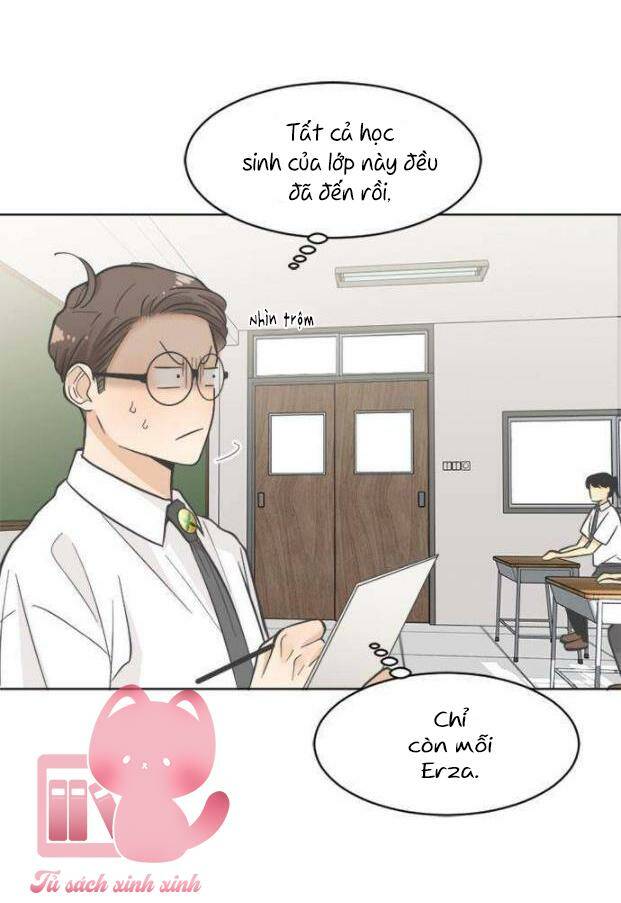 Tất cả học
sinh của lớp này đều
đã đến rồi.
Nhìn trộm
Chỉ
còn mỗi
Erza.
Tủ sách xinh xinh